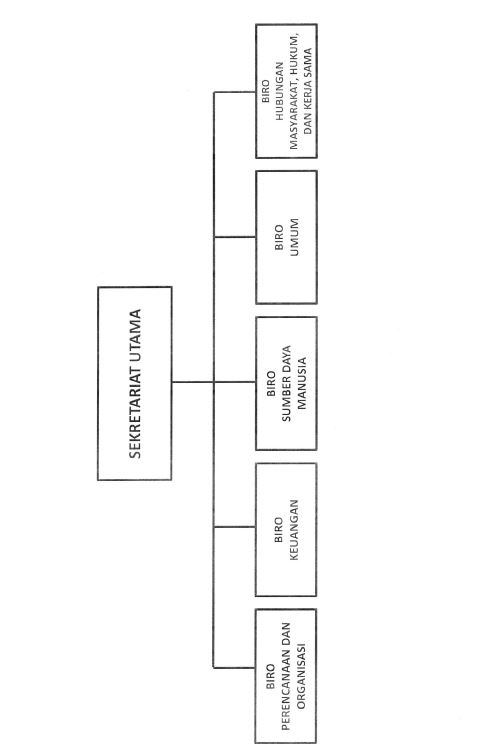 SEKRETARIAT UTAMA
BIRO
PERENCANAAN DAN
ORGANISASI
BIRO
KEUANGAN
BIRO
SUMBER DAYA
MANUSIA
BIRO
UMUM
BIRO
HUBUNGAN
MASYARAKAT, HUKUM,
DAN KERJA SAMA